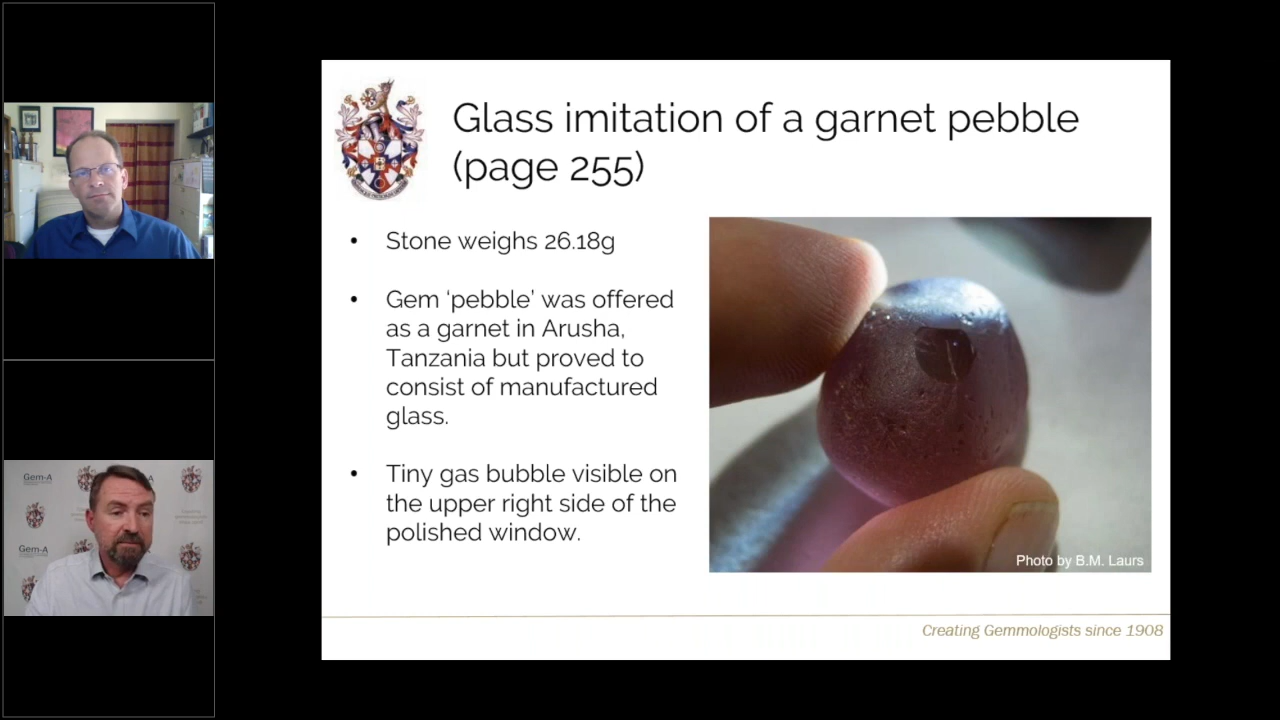 Glass imitation of a garnet pebble
(page 255)
• Stone weighs 26.18g
• Gem ‘pebble’ was offered
as a garnet in Arusha,
Tanzania but proved to
consist of manufactured
glass.
• Tiny gas bubble visible on
the upper right side of the
polished window.
Photo by B.M. Laurs
Creating Gemmologists since 1908
Gem-A
Gem-A